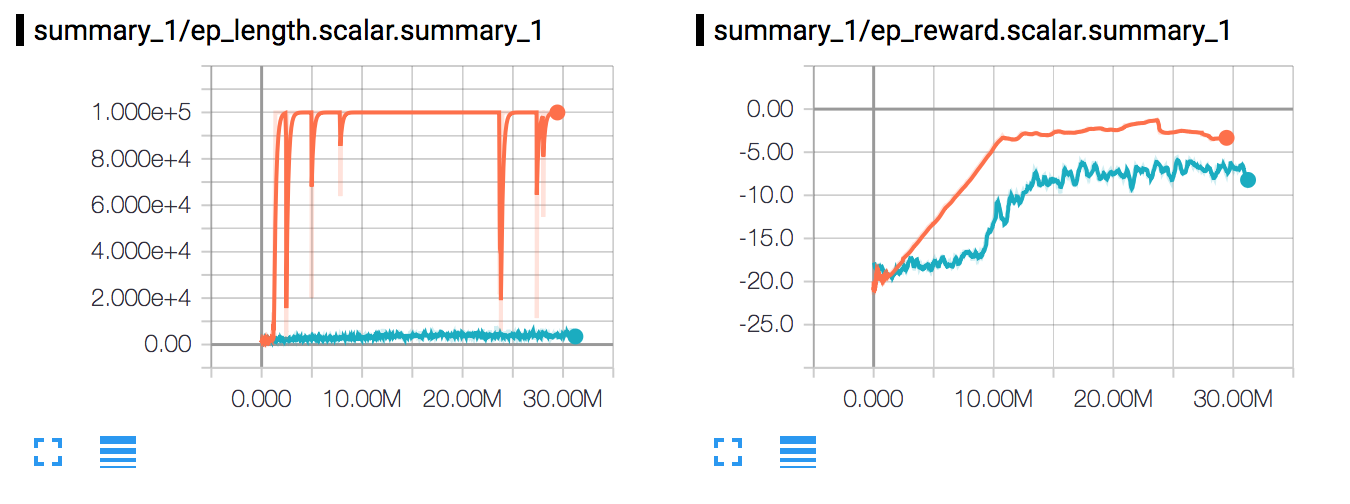 summary_1/ep_length.scalar.summary_1
1.000e+5
8.000e+4
6.000e+4
4.000e+4
2.000e+4
0.00
0.000 10.00M 20.00M 30.00M
summary_1/ep_reward.scalar.summary_1
0.00
-5.00
-10.0
-15.0
-20.0
-25.0
0.000 10.00M 20.00M 30.00M